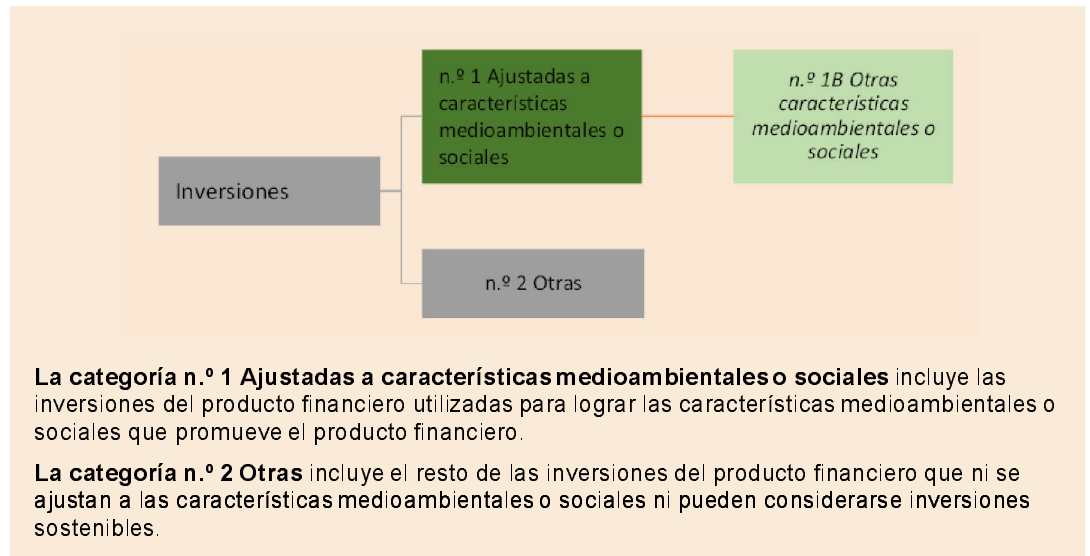 n.º 1 Ajustadas a
características
medioambientales o
sociales
n.º 1B Otras
características
medioambientales o
sociales
Inversiones
n.º 2 Otras
La categoría n.º 1 Ajustadas a características medioambientales o sociales incluye las
inversiones del producto financiero utilizadas para lograr las características medioambientales o
sociales que promueve el producto financiero.
La categoría n.º 2 Otras incluye el resto de las inversiones del producto financiero que ni se
ajustan a las características medioambientales o sociales ni pueden considerarse inversiones
sostenibles.